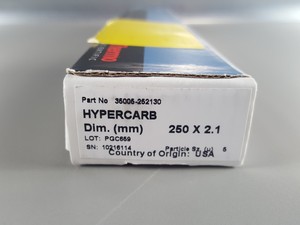 Part No 35005-252130
HYPERCARB
Dim. (mm) 250 X 2.1
LOT: PGC659
SN: 10216114 Particle Sz. (u) 5
Country of Origin: USA